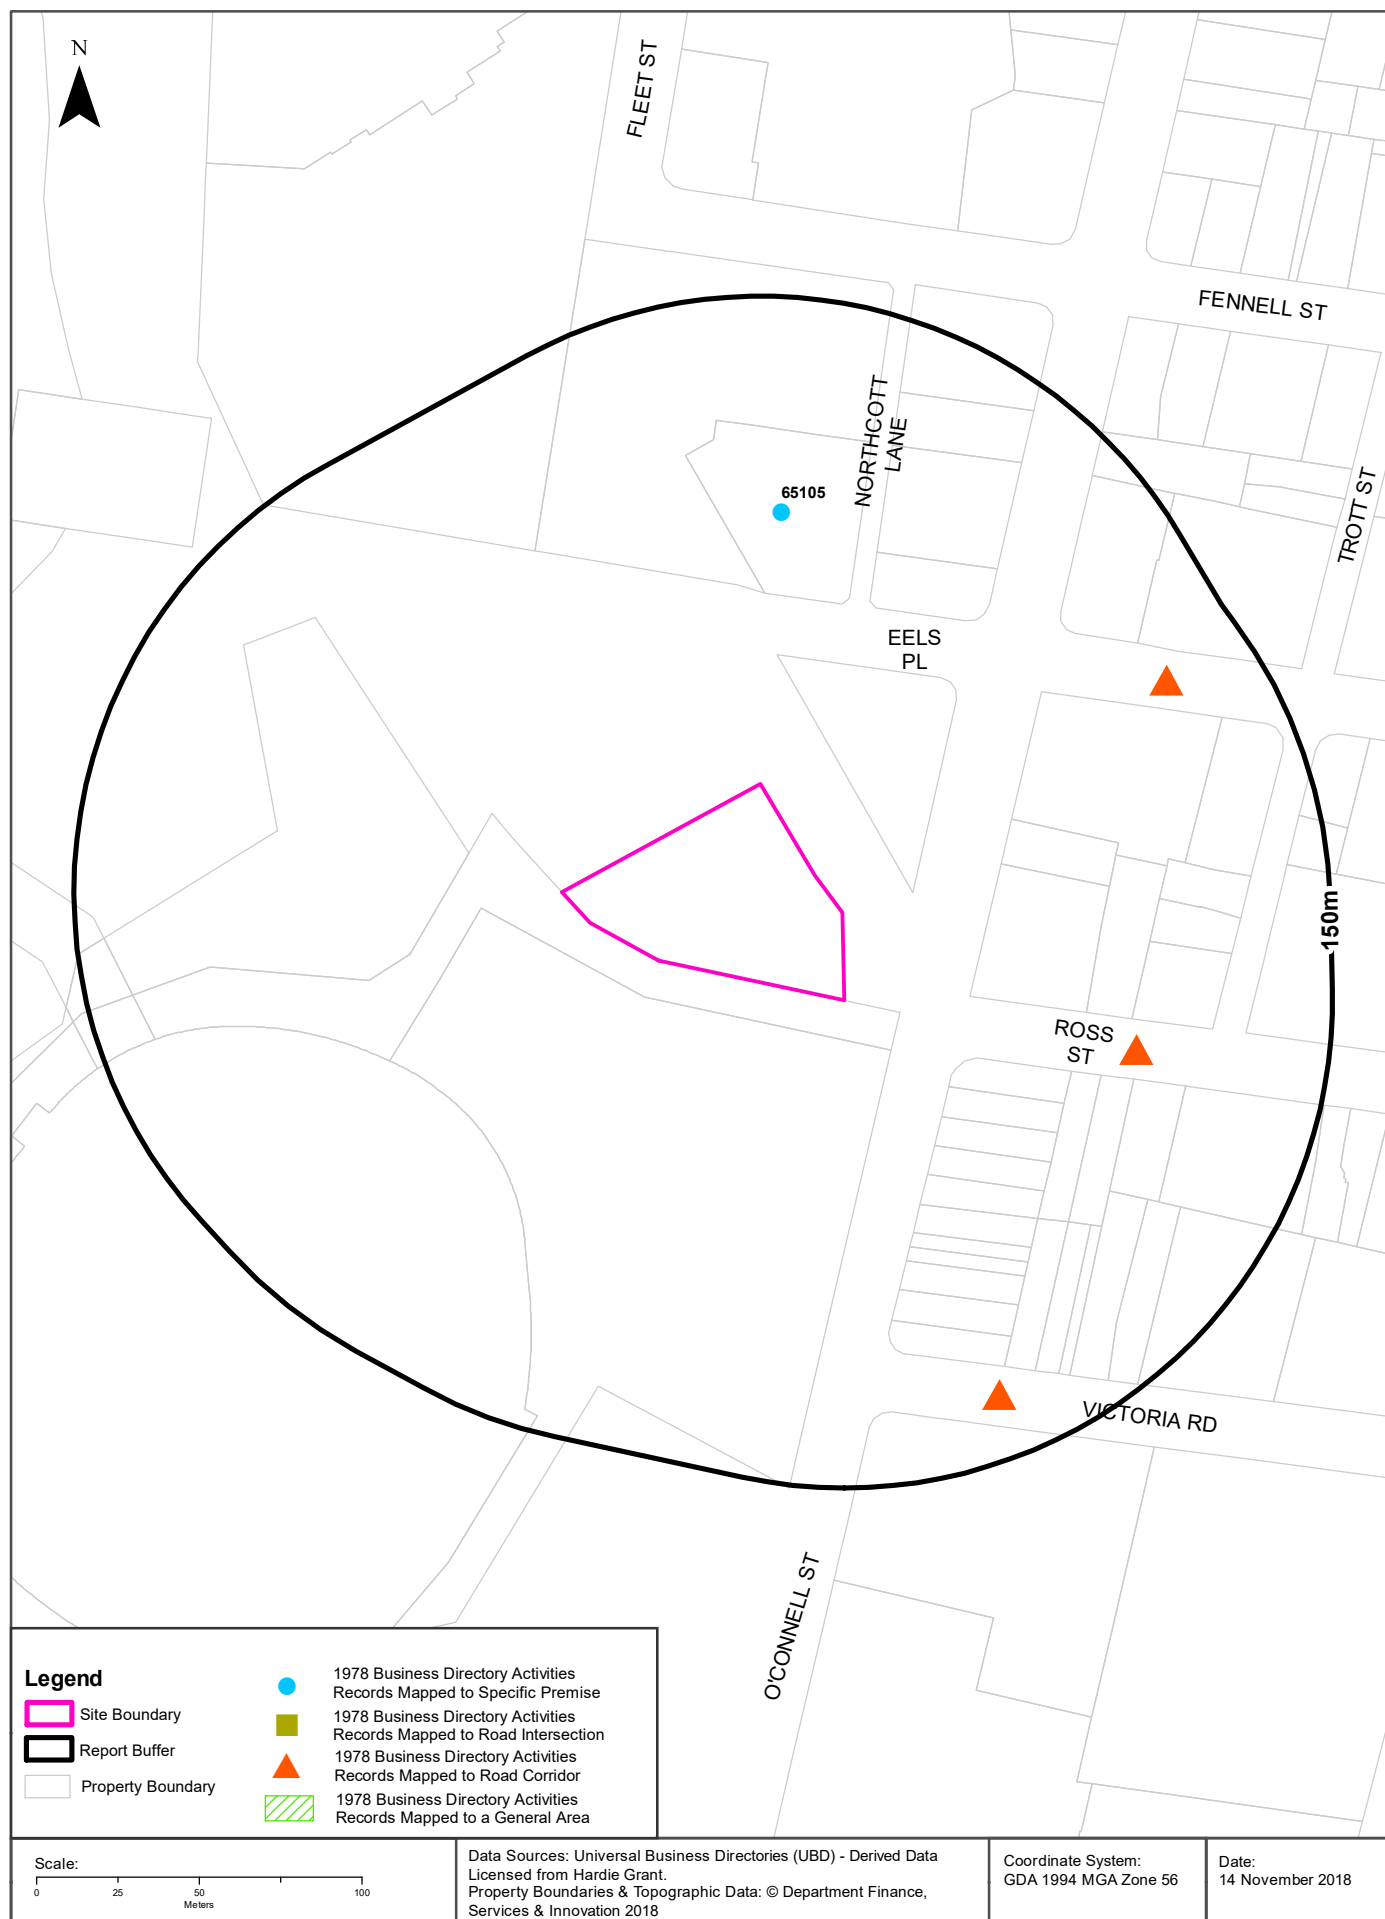 N
FLEET ST
FENNELL ST
NORTHCOTT
LANE
65105
TROTT ST
EELS
PL
150m
ROSS
ST
VICTORIA RD
O'CONNELL ST
Legend
Site Boundary
Report Buffer
Property Boundary
1978 Business Directory Activities
Records Mapped to Specific Premise
1978 Business Directory Activities
Records Mapped to Road Intersection
1978 Business Directory Activities
Records Mapped to Road Corridor
1978 Business Directory Activities
Records Mapped to a General Area
Scale:
0 25 50 100
Meters
Data Sources: Universal Business Directories (UBD) - Derived Data
Licensed from Hardie Grant.
Property Boundaries & Topographic Data: © Department Finance,
Services & Innovation 2018
Coordinate System:
GDA 1994 MGA Zone 56
Date:
14 November 2018